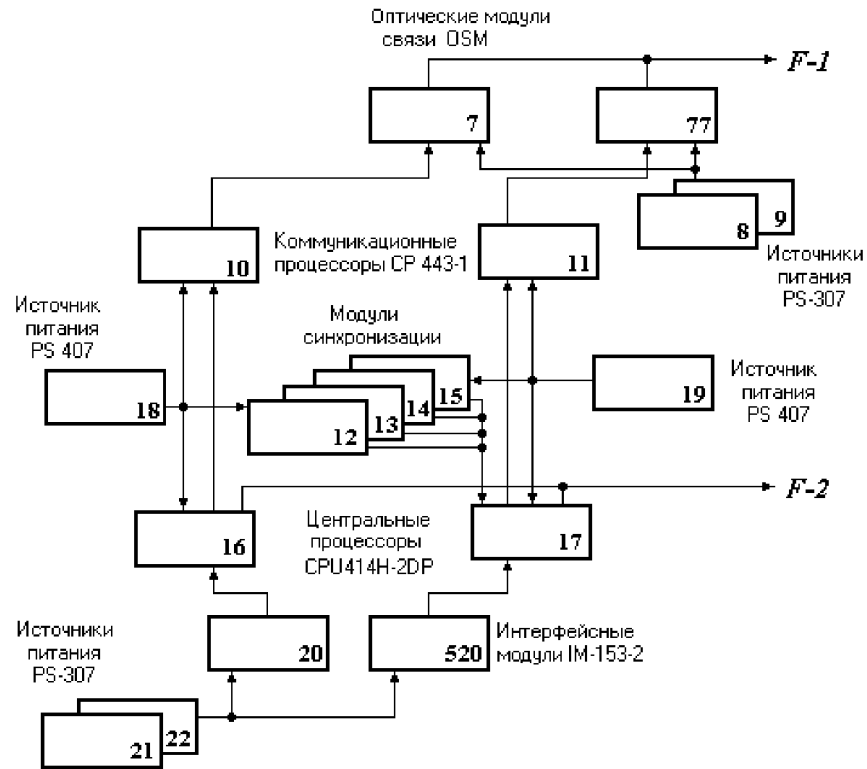 Оптические модули
связи OSM
F-1
7
77
8
9
Источники
питания
PS-307
10
Коммуникационные
процессоры CP 443-1
11
Источник
питания
PS 407
Модули
синхронизации
18
12
13
14
15
19
Источник
питания
PS 407
F-2
16
Центральные
процессоры
CPU414H-2DP
17
Источники
питания
PS-307
20
520
Интерфейсные
модули IM-153-2
21
22